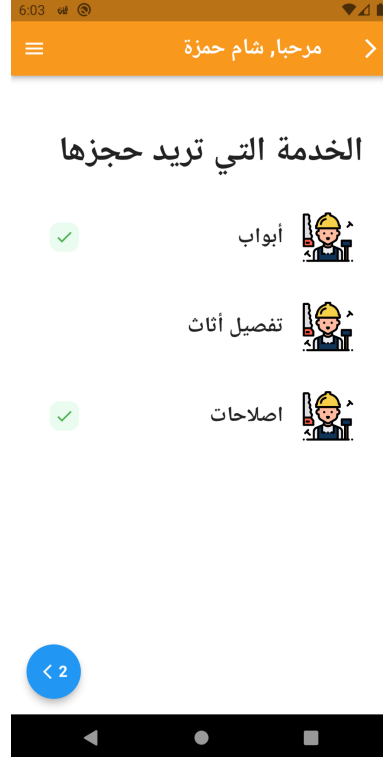 6:03
مرحبا, شام حمزة
الخدمة التي تريد حجزها
أبواب
تفصيل أثاث
اصلاحات
2